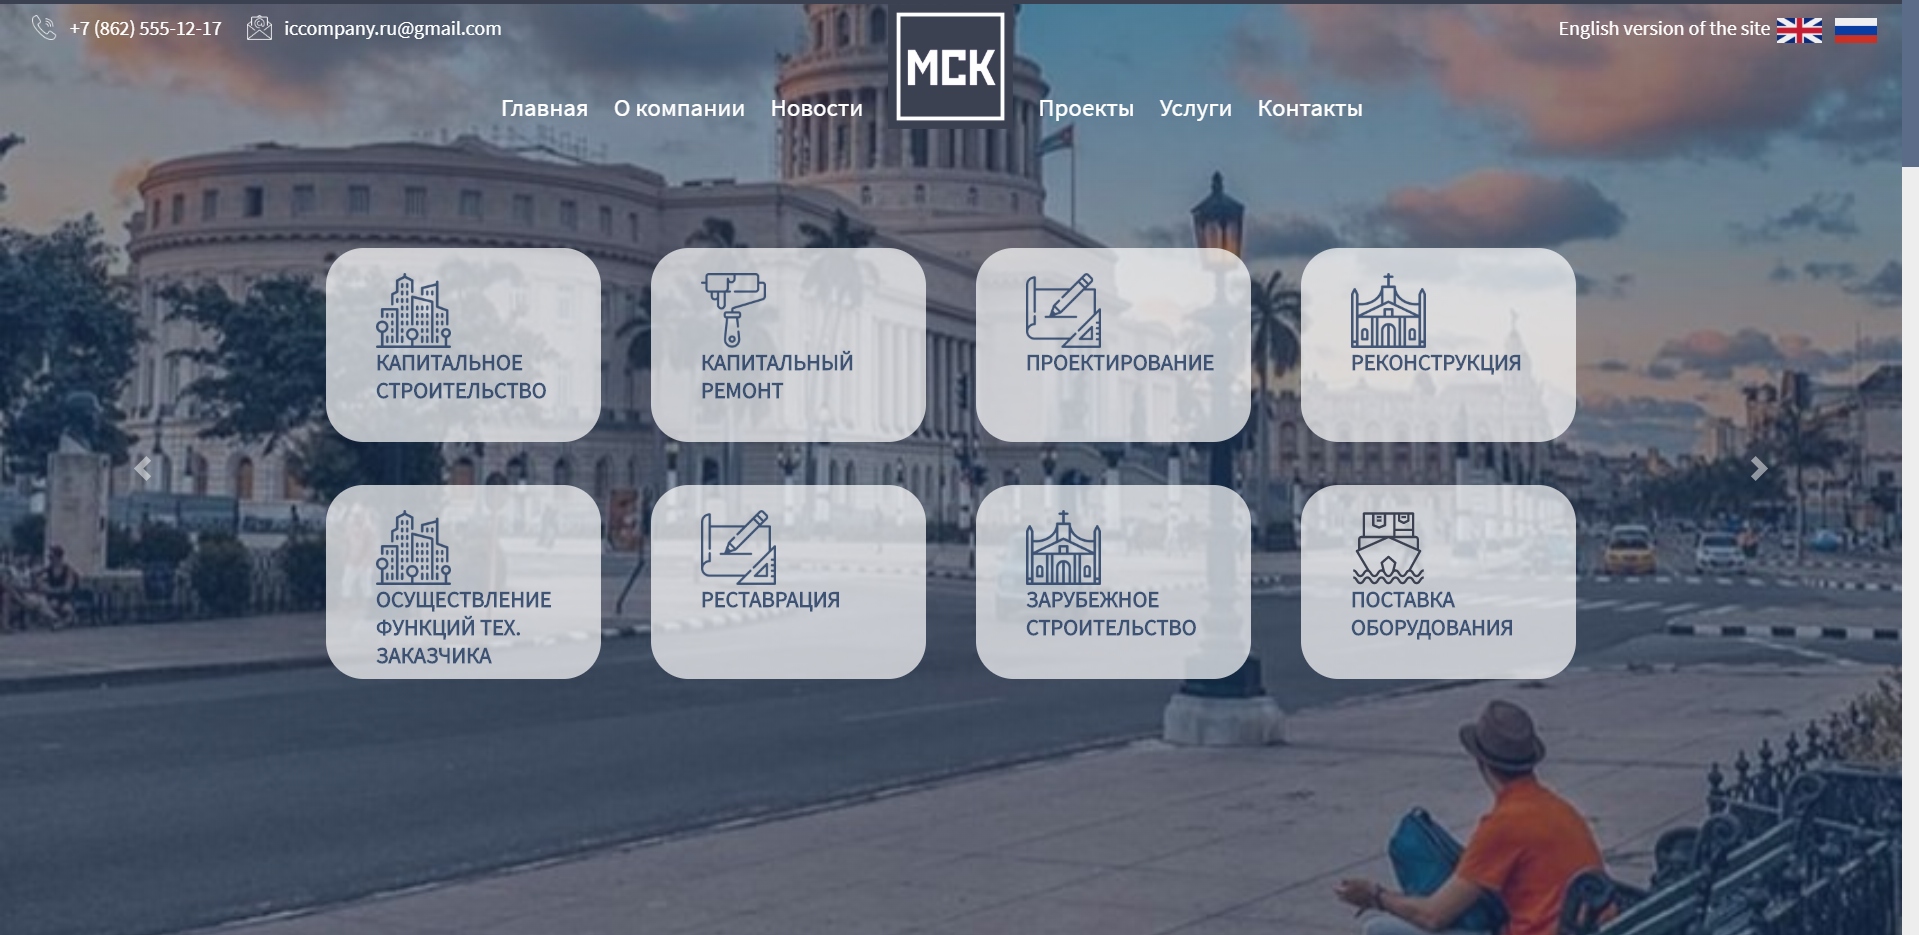 +7 (862) 555-12-17
iccompany.ru@gmail.com
English version of the site
МСК
Главная
О компании
Новости
Проекты
Услуги
Контакты
КАПИТАЛЬНОЕ
СТРОИТЕЛЬСТВО
КАПИТАЛЬНЫЙ
РЕМОНТ
ПРОЕКТИРОВАНИЕ
РЕКОНСТРУКЦИЯ
ОСУЩЕСТВЛЕНИЕ
ФУНКЦИЙ ТЕХ.
ЗАКАЗЧИКА
РЕСТАВРАЦИЯ
ЗАРУБЕЖНОЕ
СТРОИТЕЛЬСТВО
ПОСТАВКА
ОБОРУДОВАНИЯ